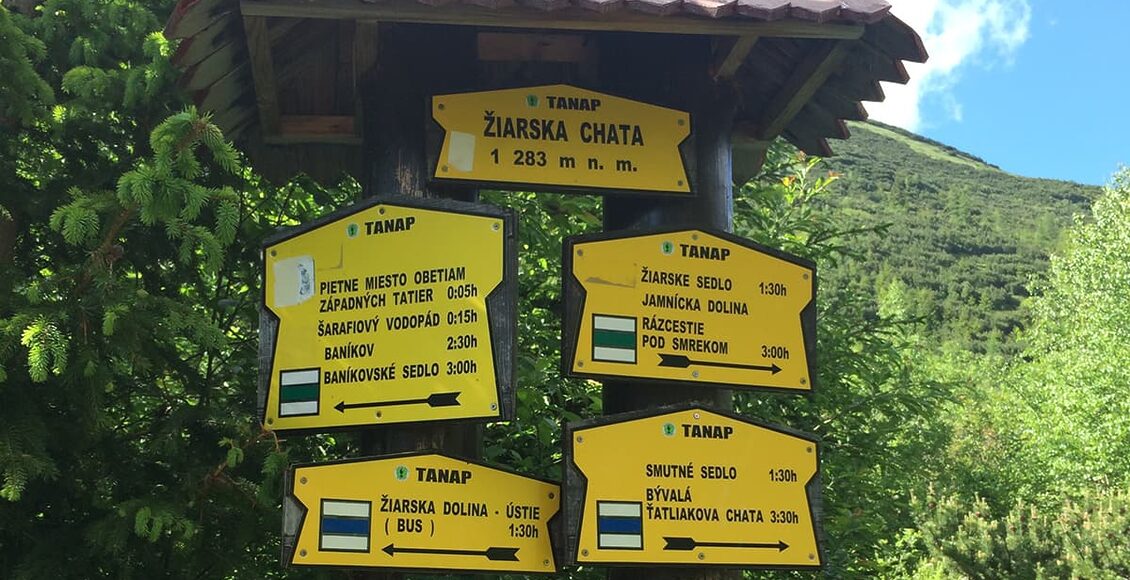 TANAP
ŽIARSKA CHATA
1 283 m n. m.
TANAP
PIETNE MIESTO OBETIAM
ZÁPADNÝCH TATIER 0:05h
ŠARAFIOVÝ VODOPÁD 0:15h
BANÍKOV 2:30h
BANÍKOVSKÉ SEDLO 3:00h
TANAP
ŽIARSKE SEDLO 1:30h
JAMNÍCKA DOLINA
RÁZCESTIE
POD SMREKOM 3:00h
TANAP
ŽIARSKA DOLINA - ÚSTIE
( BUS ) 1:30h
TANAP
SMUTNÉ SEDLO 1:30h
BÝVALÁ
ŤATLIAKOVA CHATA 3:30h